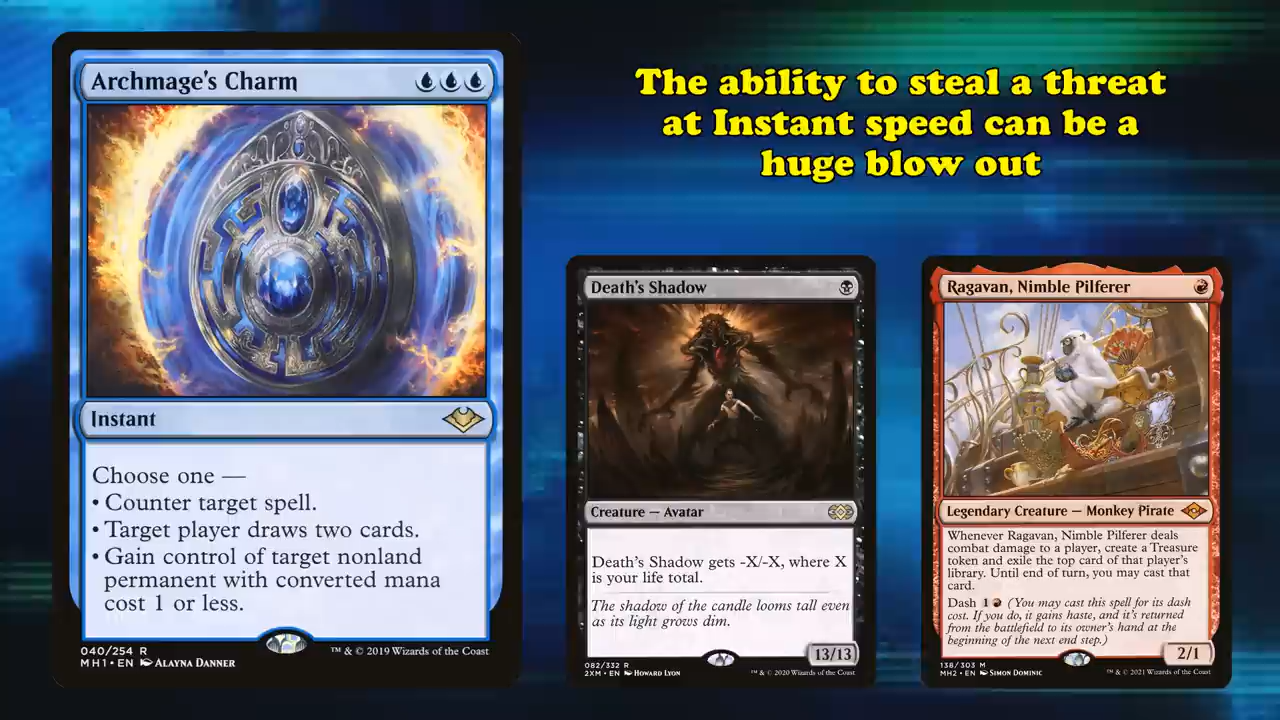 The ability to steal a threat
at Instant speed can be a
huge blow out
Archmage's Charm
Instant
Choose one —
• Counter target spell.
• Target player draws two cards.
• Gain control of target nonland
permanent with converted mana
cost 1 or less.
040/254 R
MH1 • EN ALAYNA DANNER
™ & © 2019 Wizards of the Coast
Death's Shadow
Creature — Avatar
Death's Shadow gets -X/-X, where X
is your life total.
The shadow of the candle looms tall even
as its light grows dim.
13/13
082/332 R
2XM • EN HOWARD LYON
™ & © 2020 Wizards of the Coast
Ragavan, Nimble Pilferer
Legendary Creature — Monkey Pirate
Whenever Ragavan, Nimble Pilferer deals
combat damage to a player, create a Treasure
token and exile the top card of that player's
library. Until end of turn, you may cast that
card.
Dash 1 (You may cast this spell for its dash
cost. If you do, it gains haste, and it's returned
from the battlefield to its owner's hand at the
beginning of the next end step.)
2/1
138/303 M
MH2 • EN SIMON DOMINIC
™ & © 2021 Wizards of the Coast